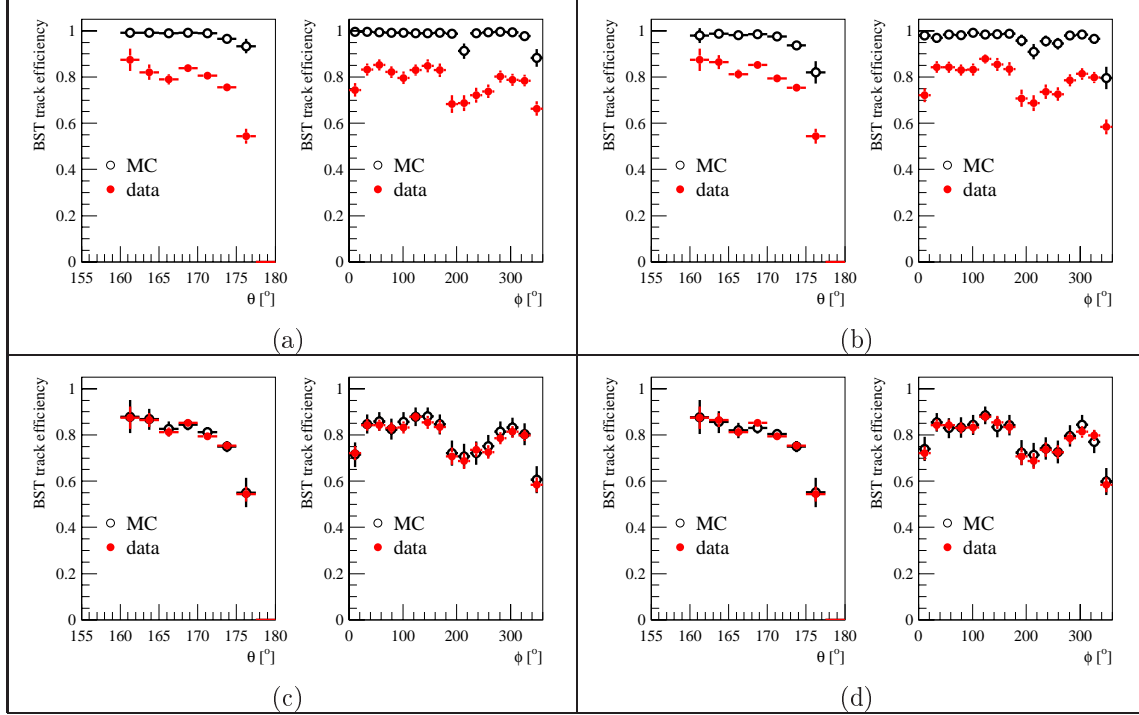 BST track efficiency
1
0.8
0.6
0.4
0.2
0
MC
data
155 160 165 170 175 180
θ [o]
BST track efficiency
1
0.8
0.6
0.4
0.2
0
MC
data
0 100 200 300
ϕ [o]
(a)
BST track efficiency
1
0.8
0.6
0.4
0.2
0
MC
data
155 160 165 170 175 180
θ [o]
BST track efficiency
1
0.8
0.6
0.4
0.2
0
MC
data
0 100 200 300
ϕ [o]
(b)
BST track efficiency
1
0.8
0.6
0.4
0.2
0
MC
data
155 160 165 170 175 180
θ [o]
BST track efficiency
1
0.8
0.6
0.4
0.2
0
MC
data
0 100 200 300
ϕ [o]
(c)
BST track efficiency
1
0.8
0.6
0.4
0.2
0
MC
data
155 160 165 170 175 180
θ [o]
BST track efficiency
1
0.8
0.6
0.4
0.2
0
MC
data
0 100 200 300
ϕ [o]
(d)